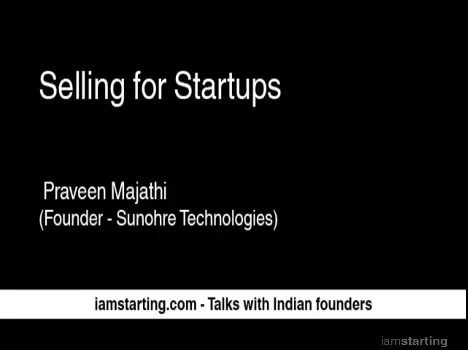 Selling for Startups
Praveen Majathi
(Founder - Sunohre Technologies)
iamstarting.com - Talks with Indian founders
iamstarting